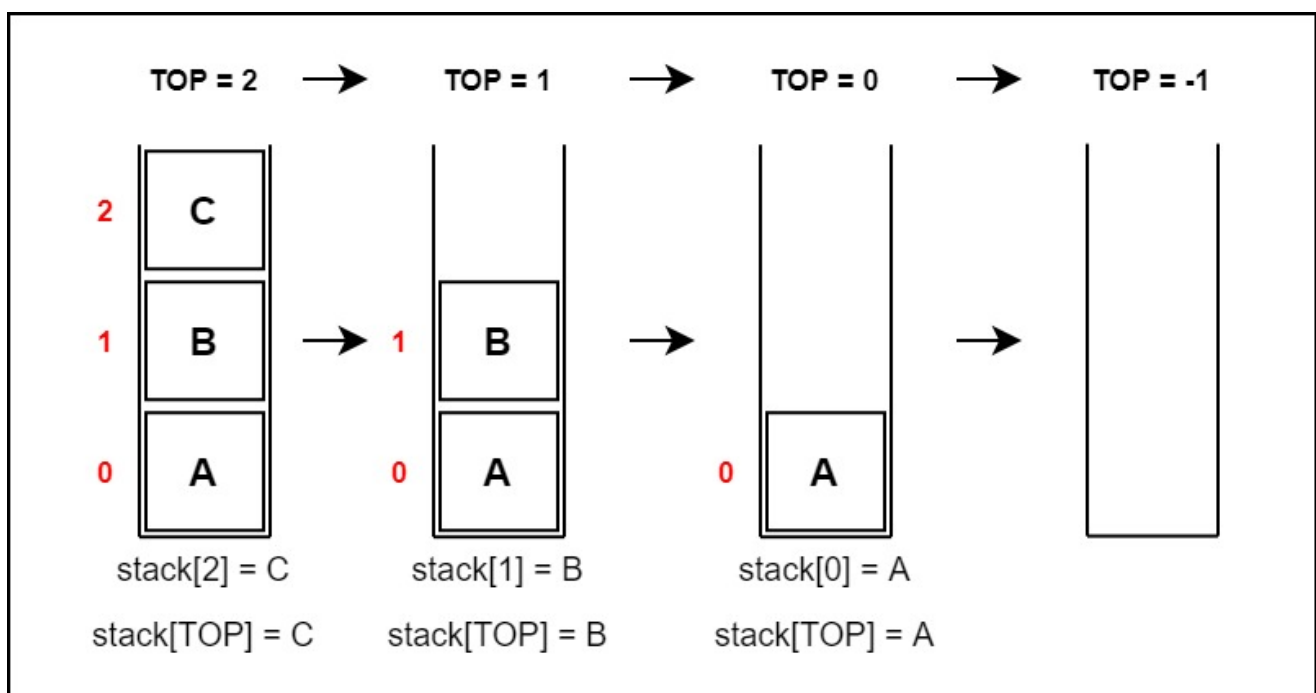 TOP = 2 TOP = 1 TOP = 0 TOP = -1
2 C
1 B 1 B
0 A 0 A 0 A
stack[2] = C stack[1] = B stack[0] = A
stack[TOP] = C stack[TOP] = B stack[TOP] = A